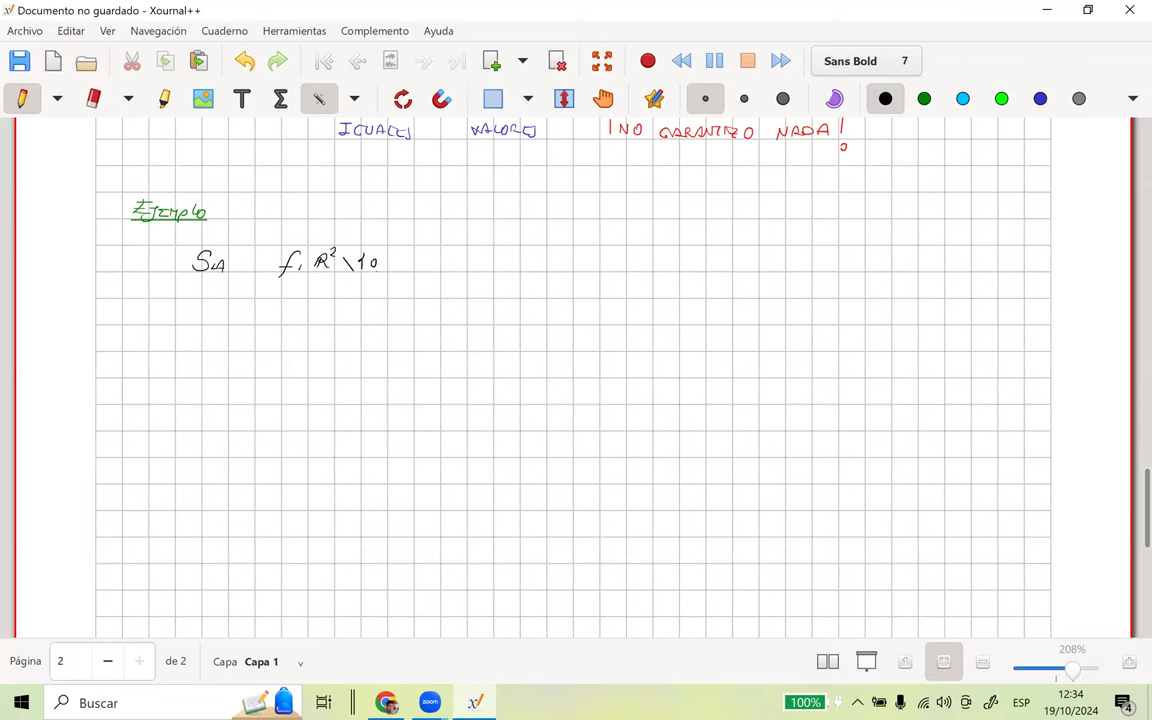 Documento no guardado - Xournal++
Archivo Editar Ver Navegación Cuaderno Herramientas Complemento Ayuda
Sans Bold 7
IGUALES VALORES ¡NO GARANTIZO NADA!
Ejemplo
SEA f: R² \ {0
Página 2 de 2 Capa Capa 1 208%
Buscar 100% ESP 12:34
19/10/2024 4
zoom